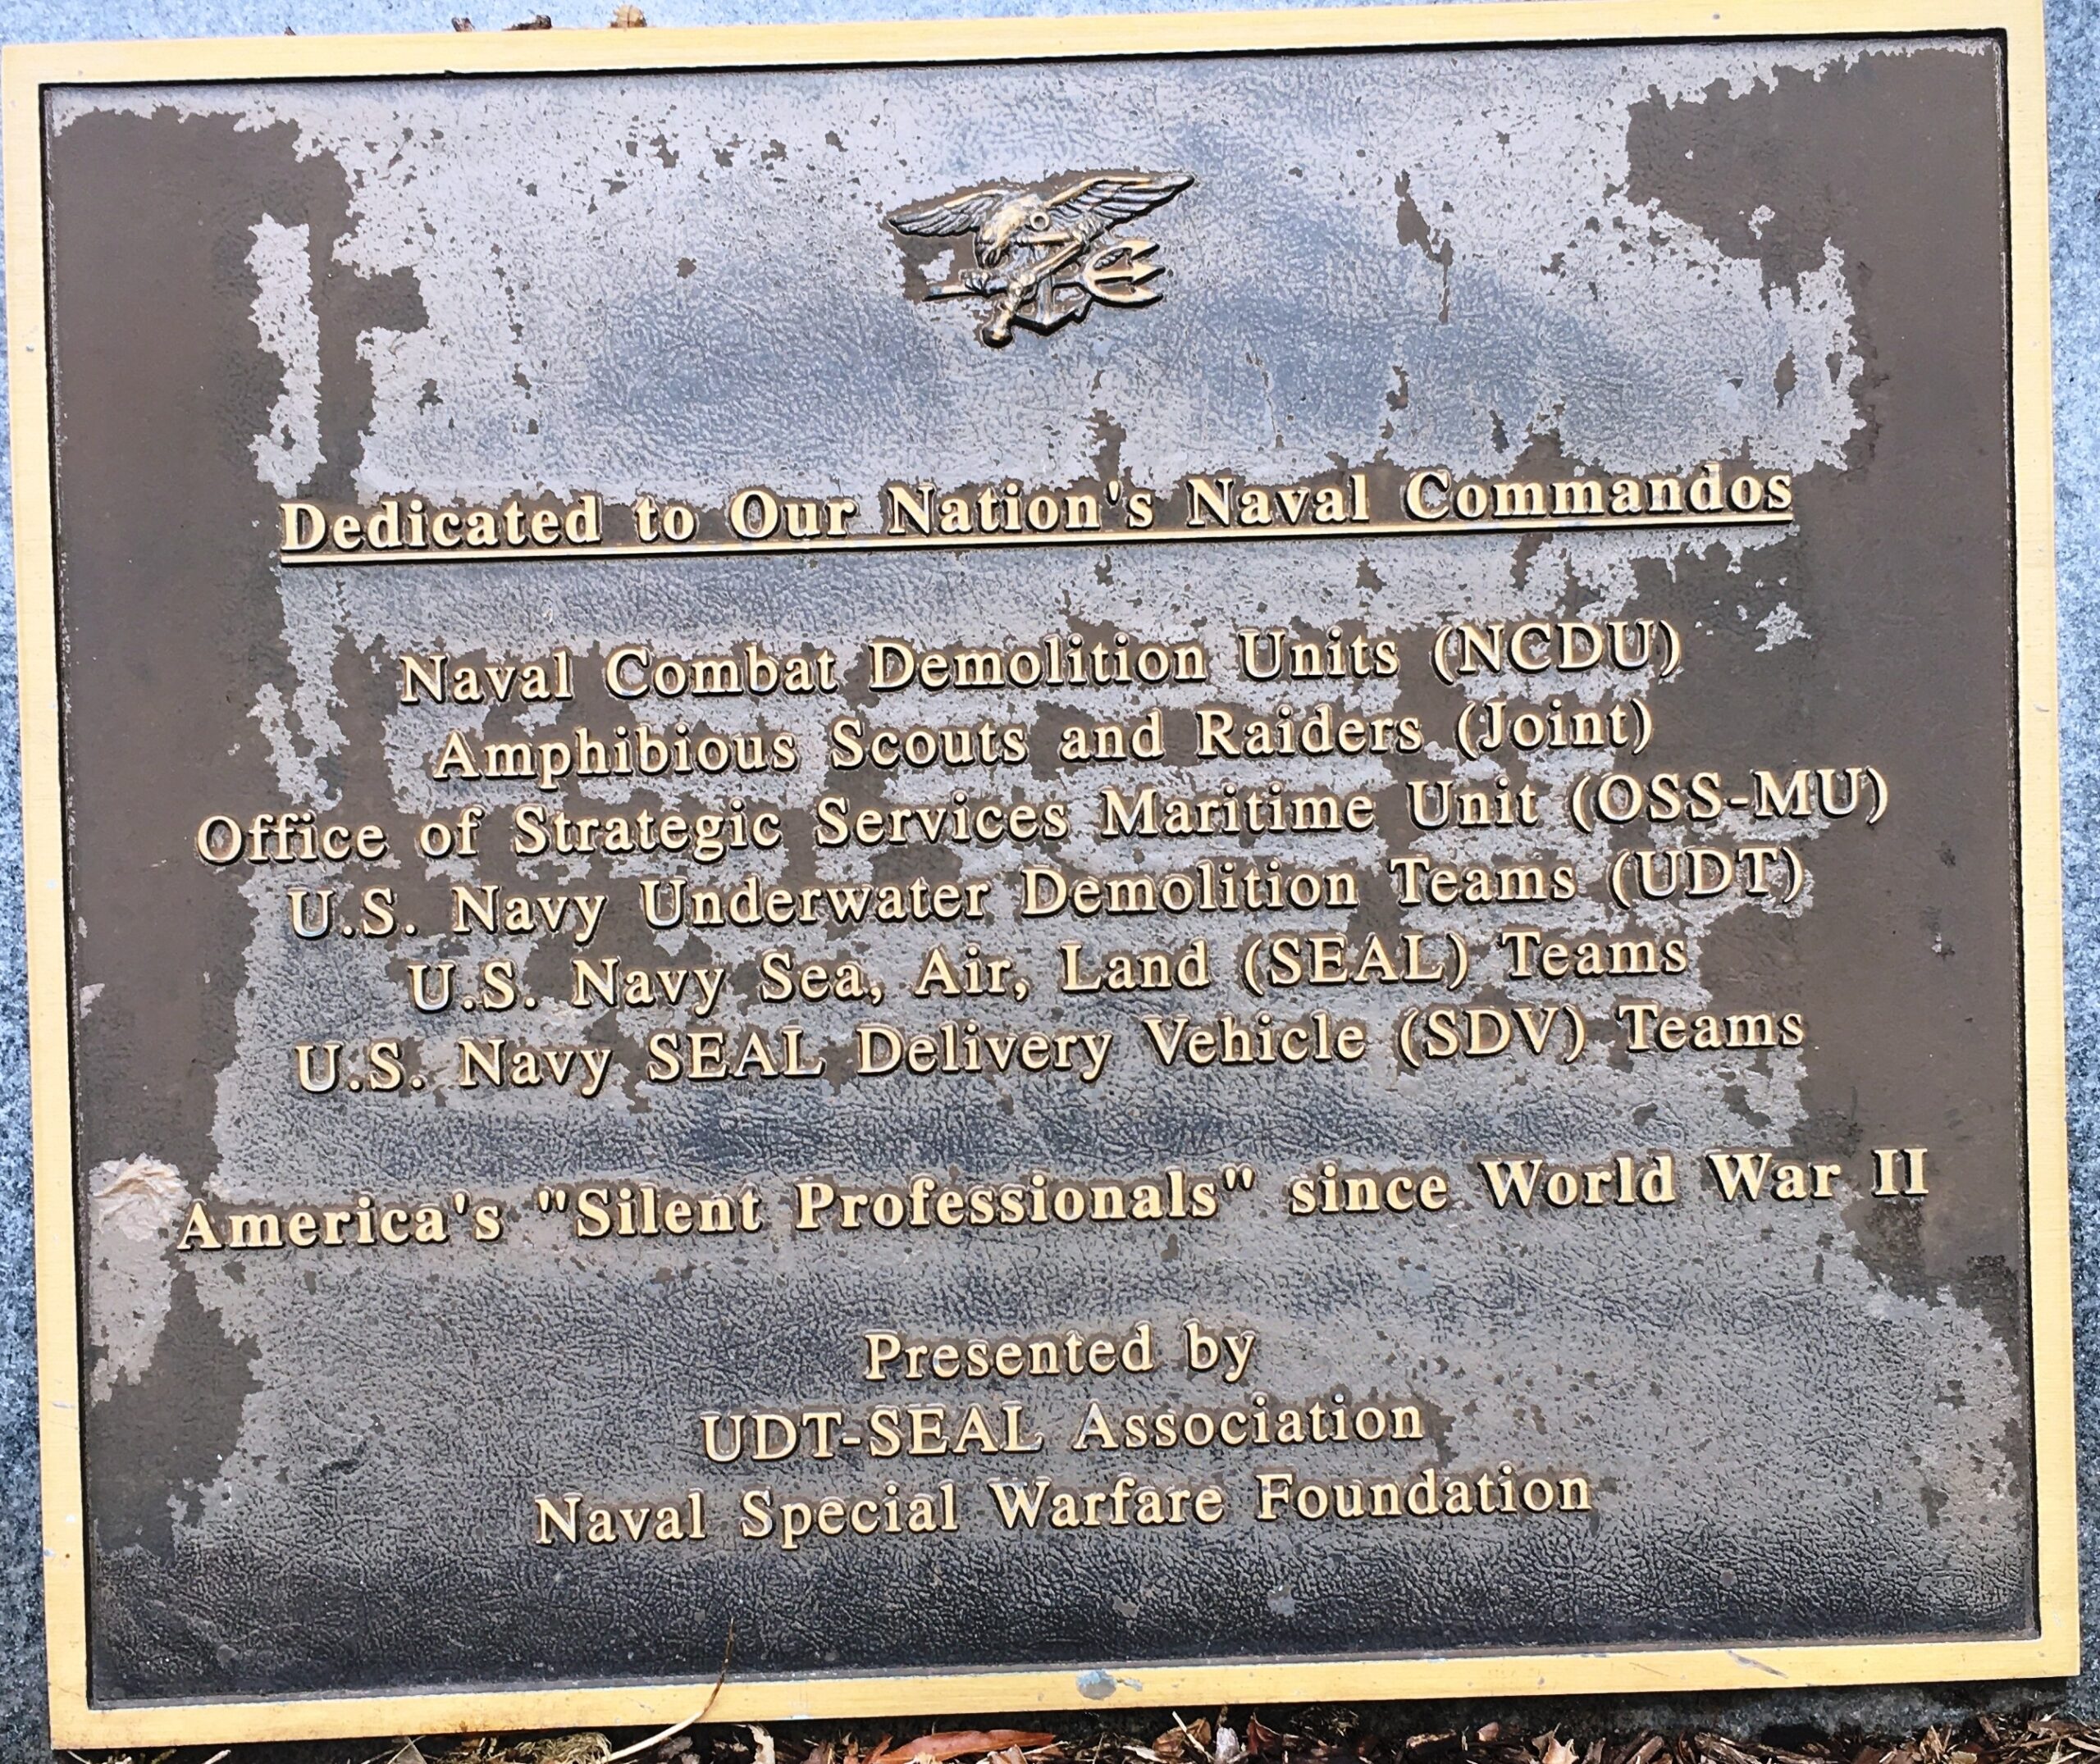 Dedicated to Our Nation's Naval Commandos
Naval Combat Demolition Units (NCDU)
Amphibious Scouts and Raiders (Joint)
Office of Strategic Services Maritime Unit (OSS-MU)
U.S. Navy Underwater Demolition Teams (UDT)
U.S. Navy Sea, Air, Land (SEAL) Teams
U.S. Navy SEAL Delivery Vehicle (SDV) Teams
America's "Silent Professionals" since World War II
Presented by
UDT-SEAL Association
Naval Special Warfare Foundation